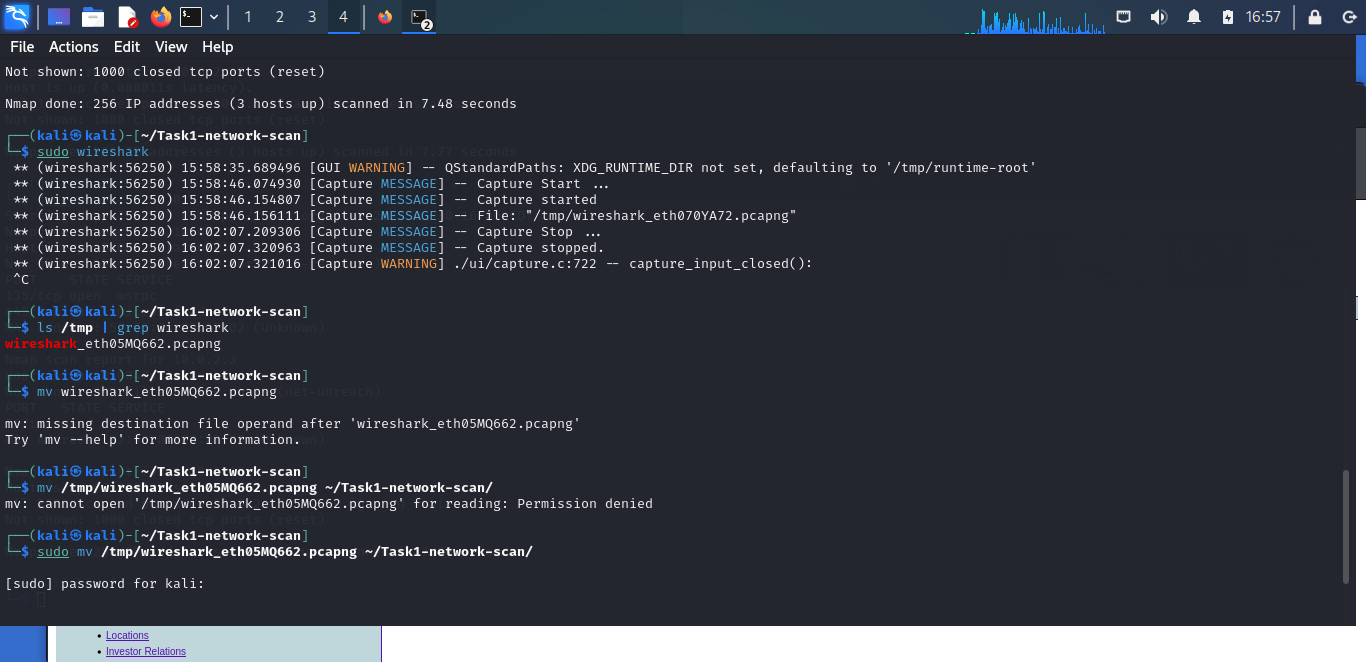 1 2 3 4 2 16:57
File Actions Edit View Help
Not shown: 1000 closed tcp ports (reset)
Nmap done: 256 IP addresses (3 hosts up) scanned in 7.48 seconds
┌──(kali㉿kali)-[~/Task1-network-scan]
└─$ sudo wireshark
** (wireshark:56250) 15:58:35.689496 [GUI WARNING] -- QStandardPaths: XDG_RUNTIME_DIR not set, defaulting to '/tmp/runtime-root'
** (wireshark:56250) 15:58:46.074930 [Capture MESSAGE] -- Capture Start ...
** (wireshark:56250) 15:58:46.154807 [Capture MESSAGE] -- Capture started
** (wireshark:56250) 15:58:46.156111 [Capture MESSAGE] -- File: "/tmp/wireshark_eth070YA72.pcapng"
** (wireshark:56250) 16:02:07.209306 [Capture MESSAGE] -- Capture Stop ...
** (wireshark:56250) 16:02:07.320963 [Capture MESSAGE] -- Capture stopped.
** (wireshark:56250) 16:02:07.321016 [Capture WARNING] ./ui/capture.c:722 -- capture_input_closed():
^C
┌──(kali㉿kali)-[~/Task1-network-scan]
└─$ ls /tmp | grep wireshark
wireshark_eth05MQ662.pcapng
┌──(kali㉿kali)-[~/Task1-network-scan]
└─$ mv wireshark_eth05MQ662.pcapng
mv: missing destination file operand after 'wireshark_eth05MQ662.pcapng'
Try 'mv --help' for more information.
┌──(kali㉿kali)-[~/Task1-network-scan]
└─$ mv /tmp/wireshark_eth05MQ662.pcapng ~/Task1-network-scan/
mv: cannot open '/tmp/wireshark_eth05MQ662.pcapng' for reading: Permission denied
┌──(kali㉿kali)-[~/Task1-network-scan]
└─$ sudo mv /tmp/wireshark_eth05MQ662.pcapng ~/Task1-network-scan/
[sudo] password for kali:
• Locations
• Investor Relations